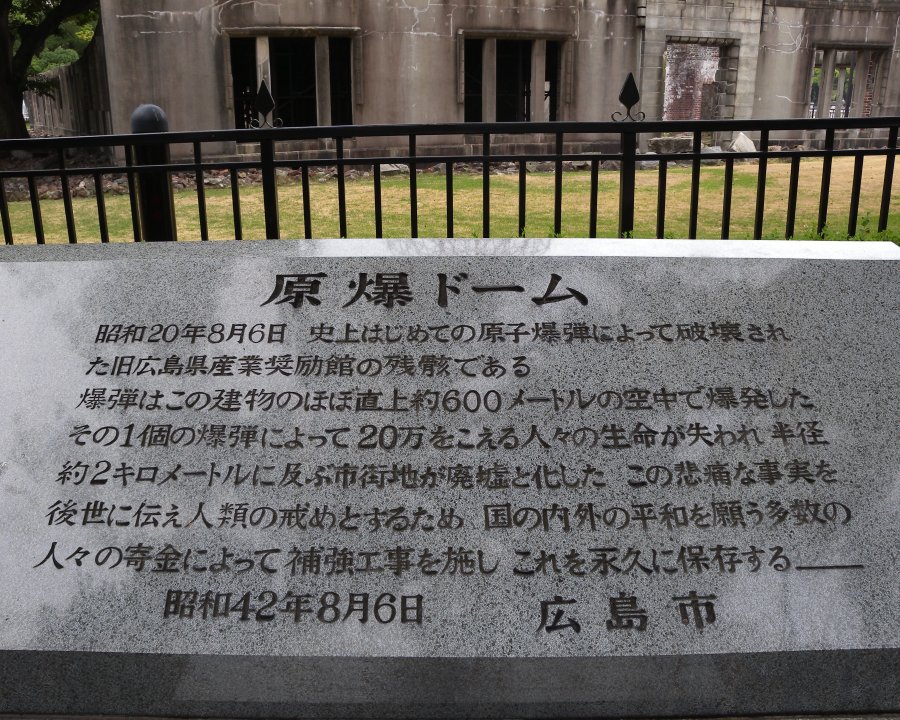 原爆ドーム
昭和20年8月6日 史上はじめての原子爆弾によって破壊され
た旧広島県産業奨励館の残骸である
爆弾はこの建物のほぼ直上約600メートルの空中で爆発した
その1個の爆弾によって20万をこえる人々の生命が失われ 半径
約2キロメートルに及ぶ市街地が廃墟と化した この悲痛な事実を
後世に伝え人類の戒めとするため 国の内外の平和を願う多数の
人々の寄金によって補強工事を施し これを永久に保存する――
昭和42年8月6日 広島市